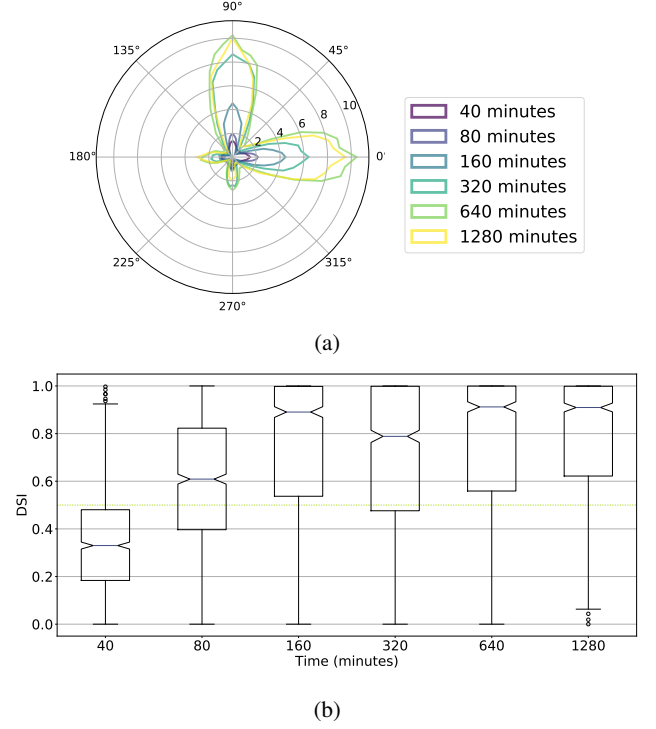 90°
135°
45°
10
8
6
4
2
180°
0°
225°
315°
270°
40 minutes
80 minutes
160 minutes
320 minutes
640 minutes
1280 minutes
(a)
1.0
0.8
0.6
0.4
0.2
0.0
DSI
40 80 160 320 640 1280
Time (minutes)
(b)